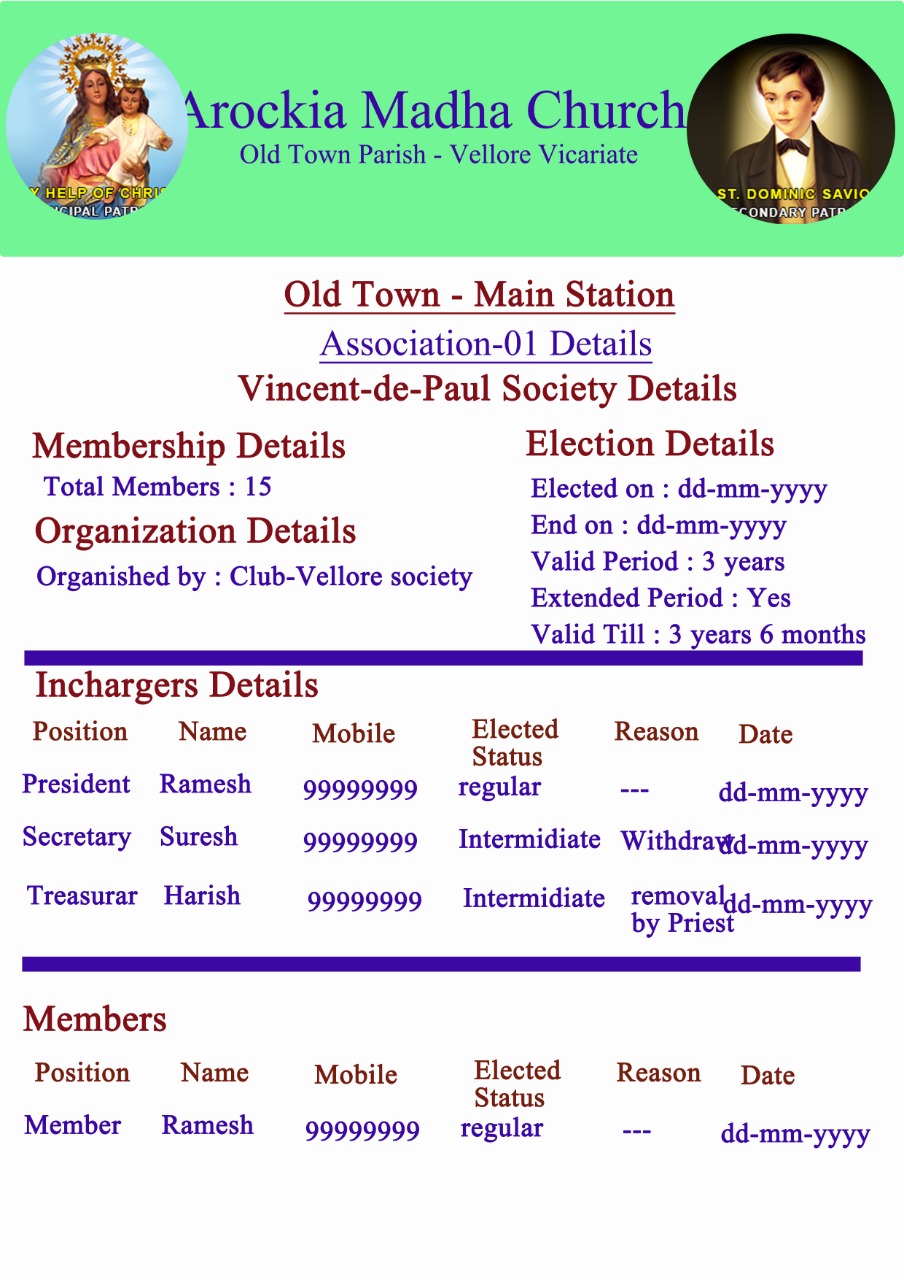 Arockia Madha Church
Old Town Parish - Vellore Vicariate
HELP OF
PATR
ST. DOMINIC SAVIO
Old Town - Main Station
Association-01 Details
Vincent-de-Paul Society Details
Membership Details
Total Members : 15
Organization Details
Organished by : Club-Vellore society
Election Details
Elected on : dd-mm-yyyy
End on : dd-mm-yyyy
Valid Period : 3 years
Extended Period : Yes
Valid Till : 3 years 6 months
Inchargers Details
Position Name Mobile Elected Status Reason Date
President Ramesh 99999999 regular --- dd-mm-yyyy
Secretary Suresh 99999999 Intermidiate Withdraw dd-mm-yyyy
Treasurar Harish 99999999 Intermidiate removal by Priest dd-mm-yyyy
Members
Position Name Mobile Elected Status Reason Date
Member Ramesh 99999999 regular --- dd-mm-yyyy